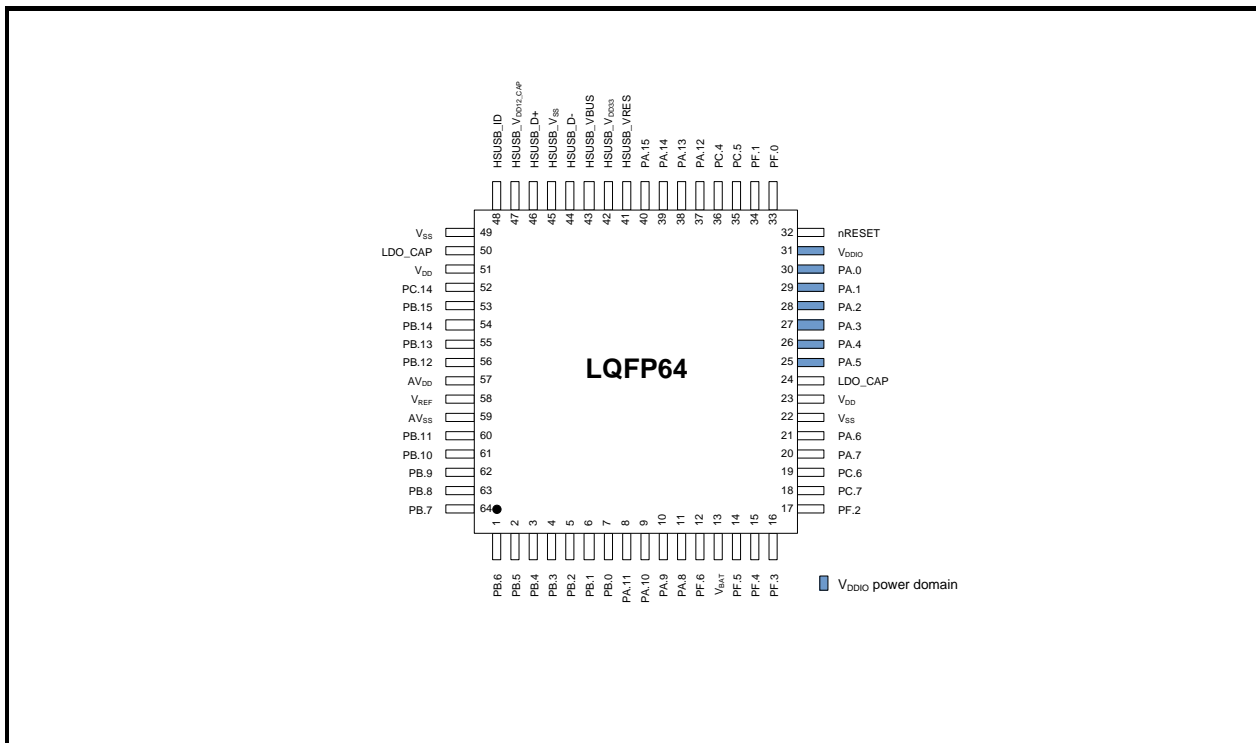 HSUSB_ID
HSUSB_VDD12_CAP
HSUSB_D+
HSUSB_VSS
HSUSB_D-
HSUSB_VBUS
HSUSB_VDD33
HSUSB_VRES
PA.15
PA.14
PA.13
PA.12
PC.4
PC.5
PF.1
PF.0
48
47
46
45
44
43
42
41
40
39
38
37
36
35
34
33
VSS 49
LDO_CAP 50
VDD 51
PC.14 52
PB.15 53
PB.14 54
PB.13 55
PB.12 56
AVDD 57
VREF 58
AVSS 59
PB.11 60
PB.10 61
PB.9 62
PB.8 63
PB.7 64
LQFP64
32 nRESET
31 VDDIO
30 PA.0
29 PA.1
28 PA.2
27 PA.3
26 PA.4
25 PA.5
24 LDO_CAP
23 VDD
22 VSS
21 PA.6
20 PA.7
19 PC.6
18 PC.7
17 PF.2
1
2
3
4
5
6
7
8
9
10
11
12
13
14
15
16
PB.6
PB.5
PB.4
PB.3
PB.2
PB.1
PB.0
PA.11
PA.10
PA.9
PA.8
PF.6
VBAT
PF.5
PF.4
PF.3
VDDIO power domain